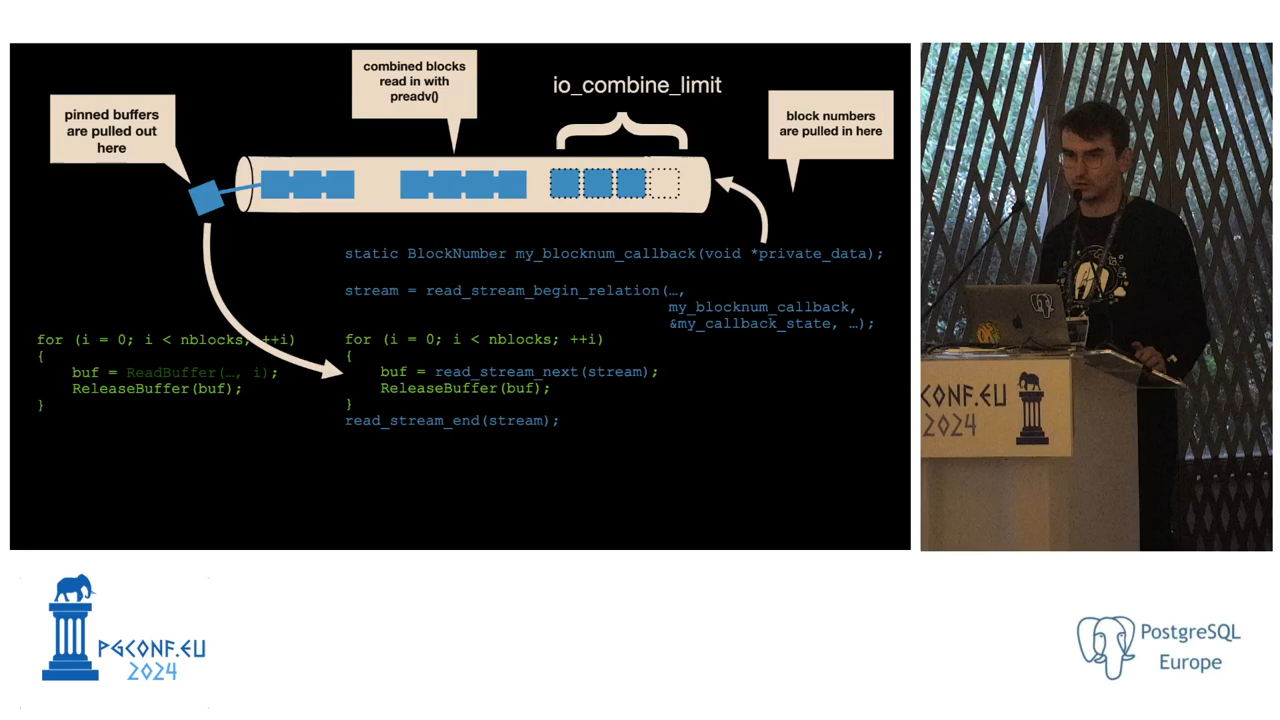 combined blocks
read in with
preadv()
io_combine_limit
pinned buffers
are pulled out
here
block numbers
are pulled in here
static BlockNumber my_blocknum_callback(void *private_data);
stream = read_stream_begin_relation(…,
my_blocknum_callback,
&my_callback_state, …);
for (i = 0; i < nblocks; ++i)
{
buf = ReadBuffer(…, i);
ReleaseBuffer(buf);
}
for (i = 0; i < nblocks; ++i)
{
buf = read_stream_next(stream);
ReleaseBuffer(buf);
}
read_stream_end(stream);
CONF.EU
2024
PGCONF.EU
2024
PostgreSQL
Europe